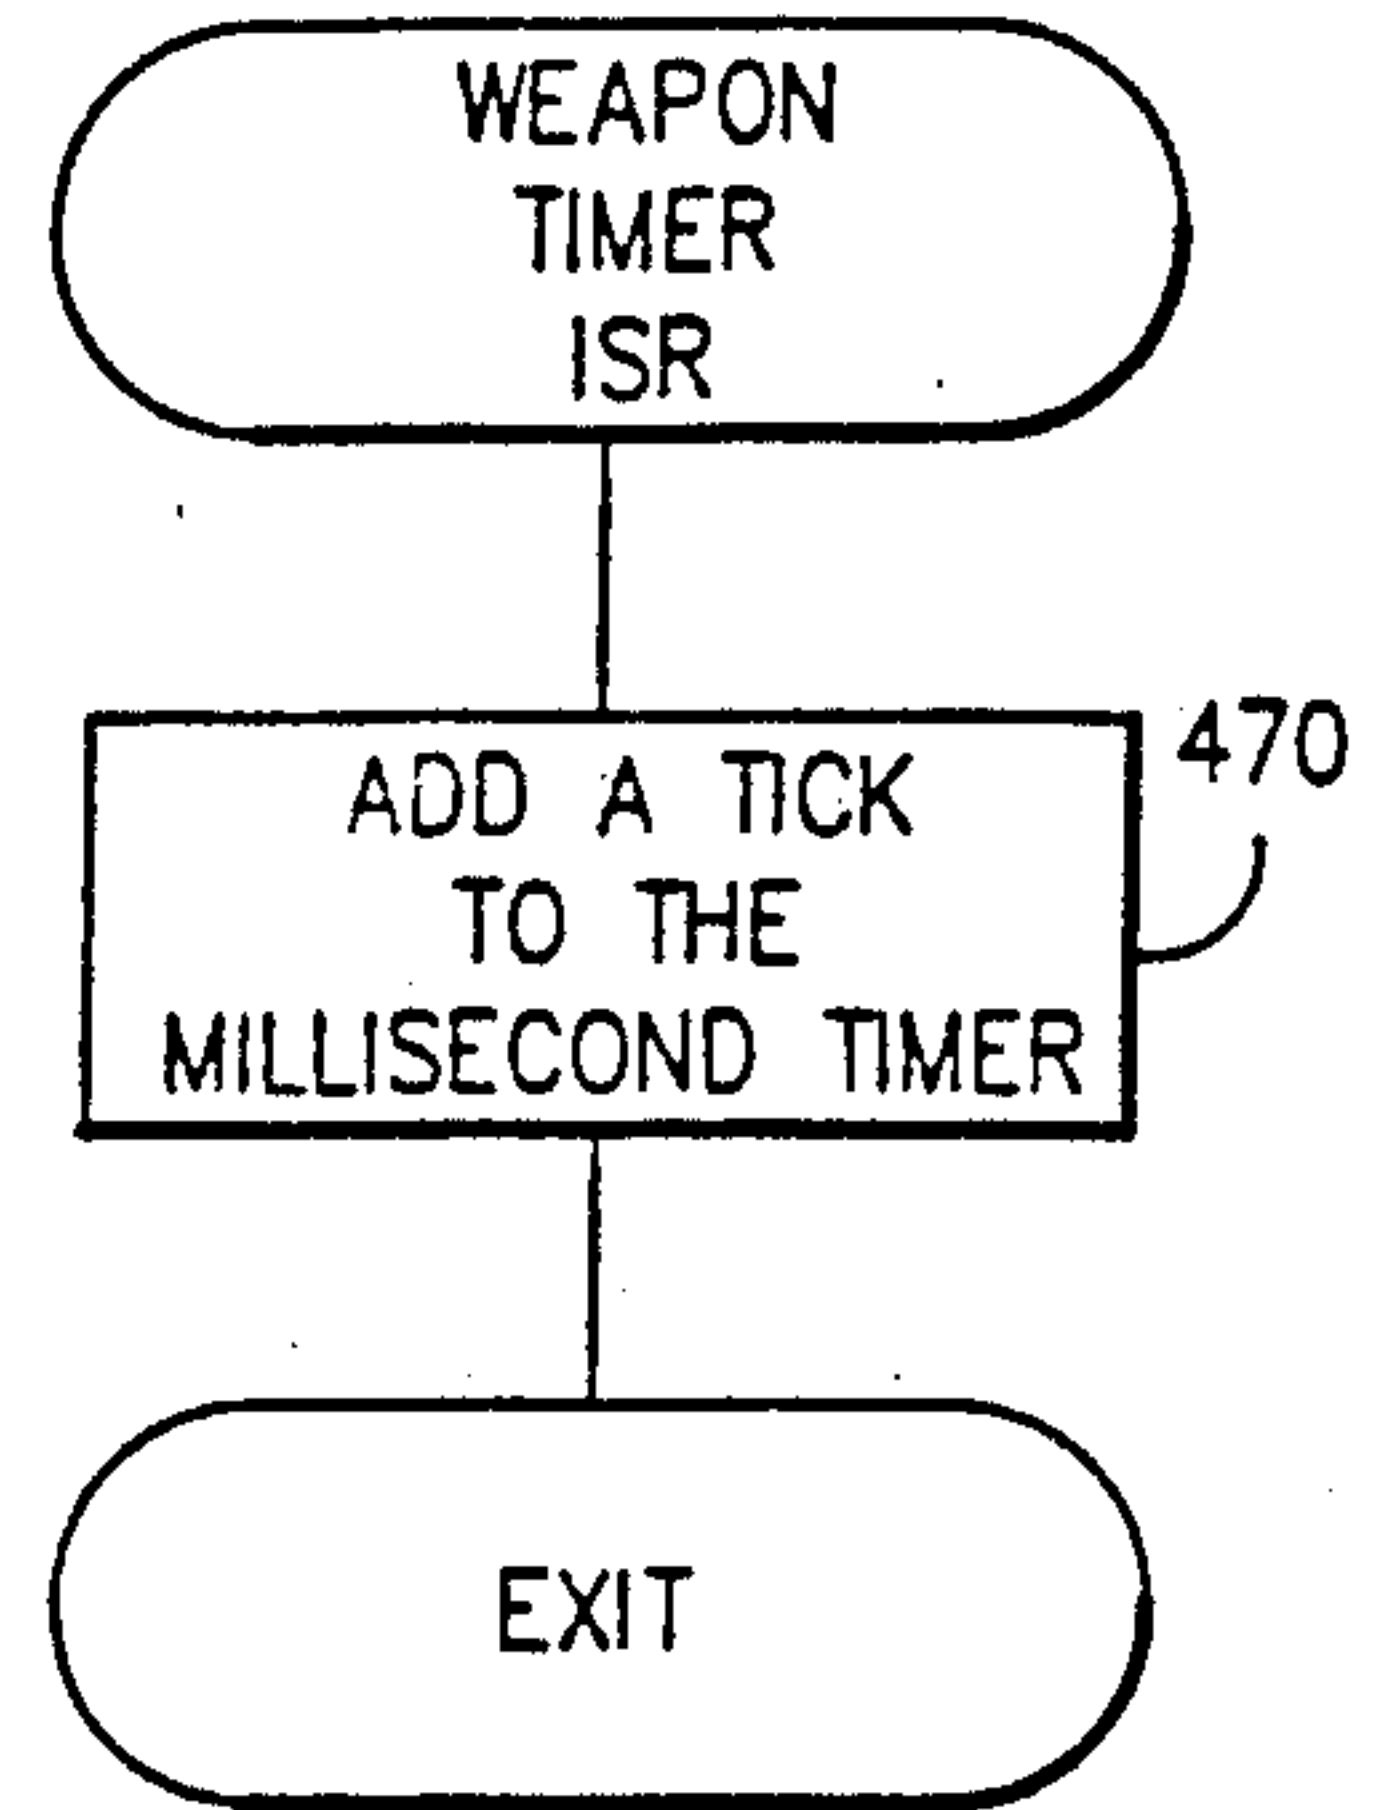 WEAPON
TIMER
ISR
ADD A TICK
TO THE
MILLISECOND TIMER
470
EXIT